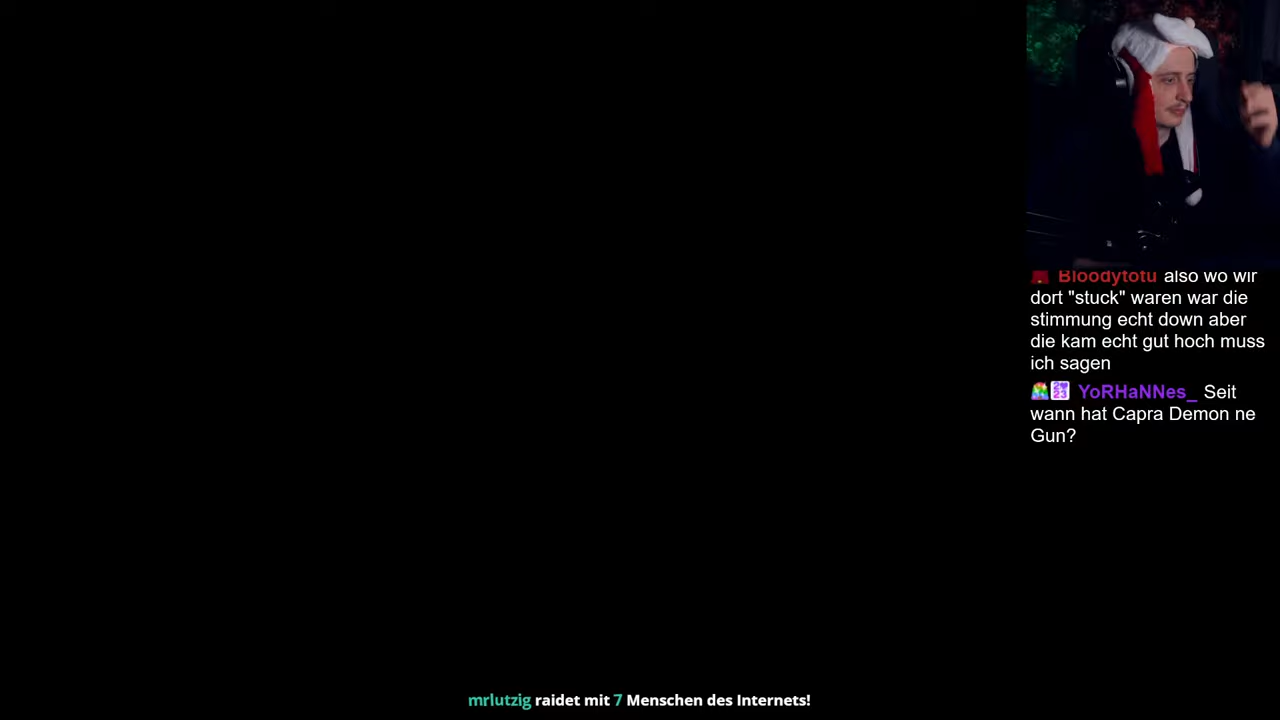 Bloodytotu also wo wir
dort "stuck" waren war die
stimmung echt down aber
die kam echt gut hoch muss
ich sagen
YoRHaNNes_ Seit
wann hat Capra Demon ne
Gun?
mrlutzig raidet mit 7 Menschen des Internets!